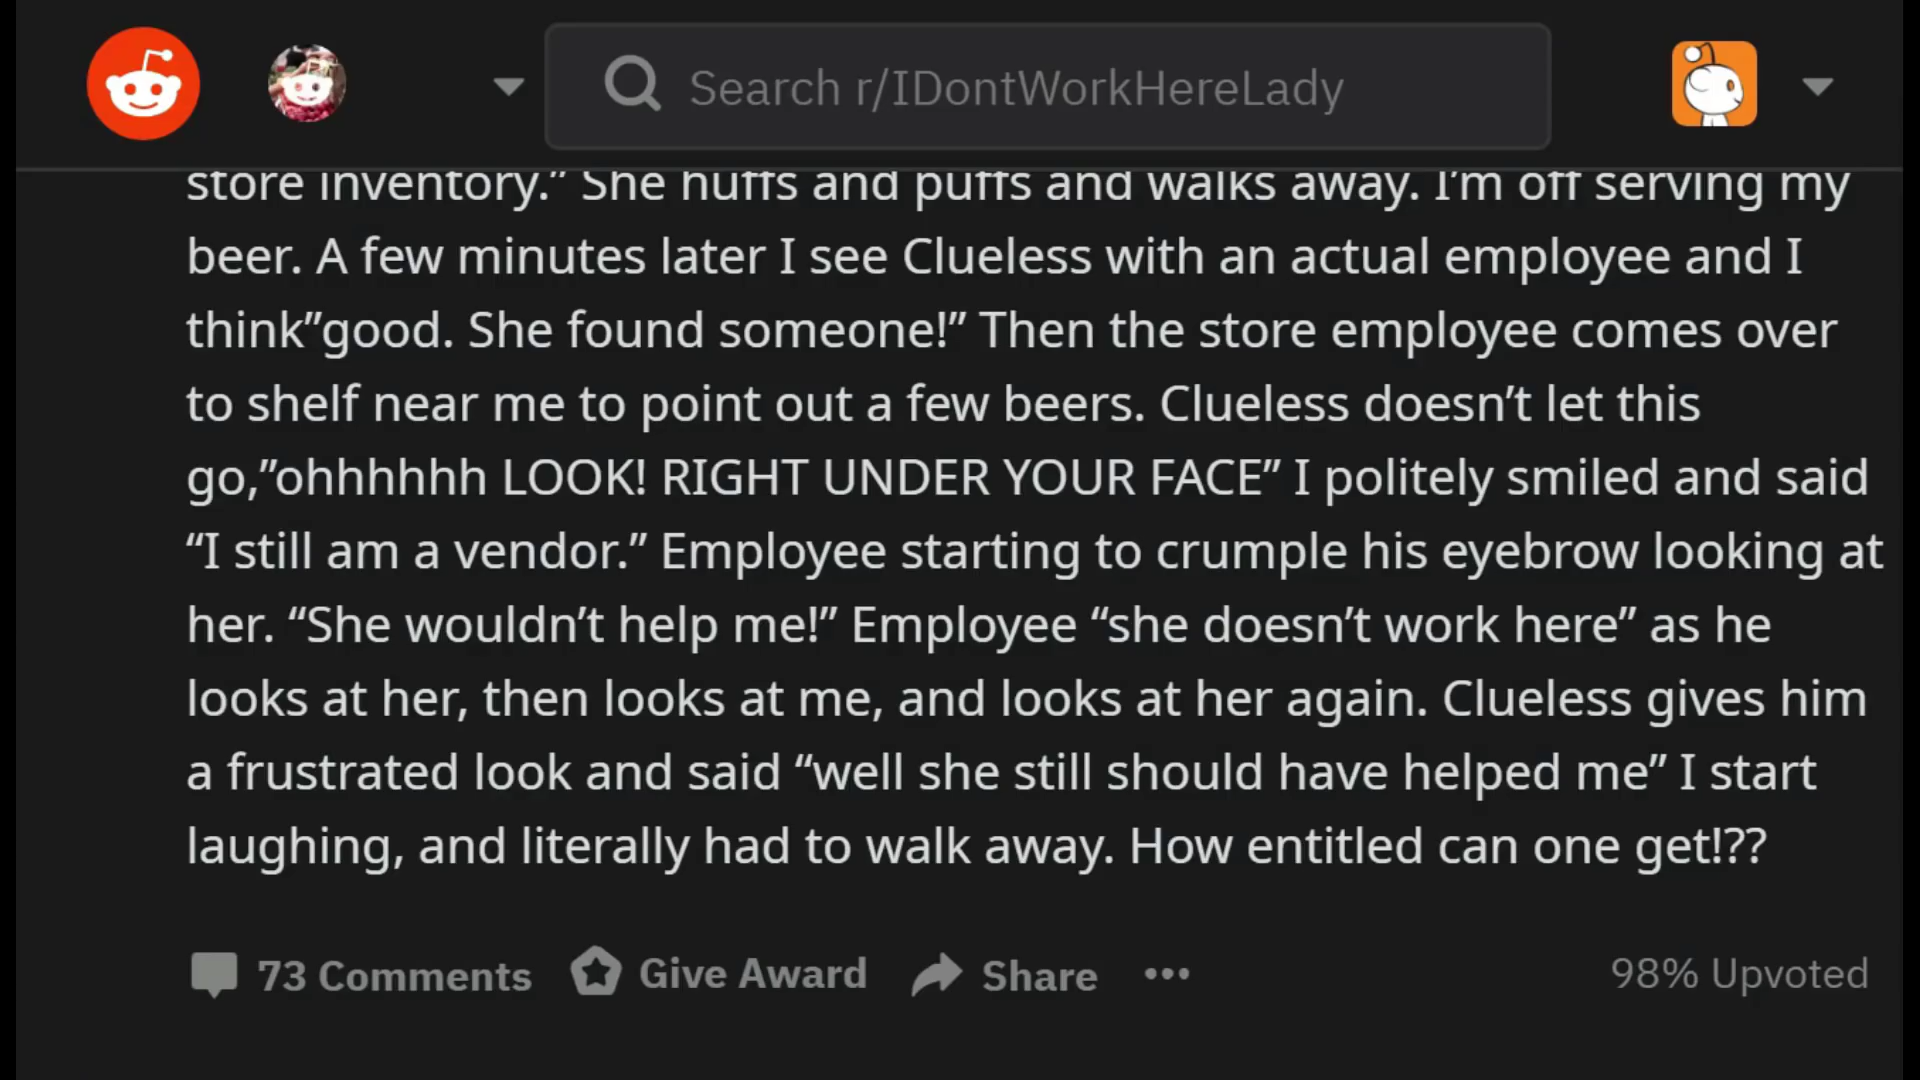 Search r/IDontWorkHereLady
store inventory.” She huffs and puffs and walks away. I’m off serving my
beer. A few minutes later I see Clueless with an actual employee and I
think”good. She found someone!” Then the store employee comes over
to shelf near me to point out a few beers. Clueless doesn’t let this
go,”ohhhhhh LOOK! RIGHT UNDER YOUR FACE” I politely smiled and said
“I still am a vendor.” Employee starting to crumple his eyebrow looking at
her. “She wouldn’t help me!” Employee “she doesn’t work here” as he
looks at her, then looks at me, and looks at her again. Clueless gives him
a frustrated look and said “well she still should have helped me” I start
laughing, and literally had to walk away. How entitled can one get!??
73 Comments Give Award Share ••• 98% Upvoted